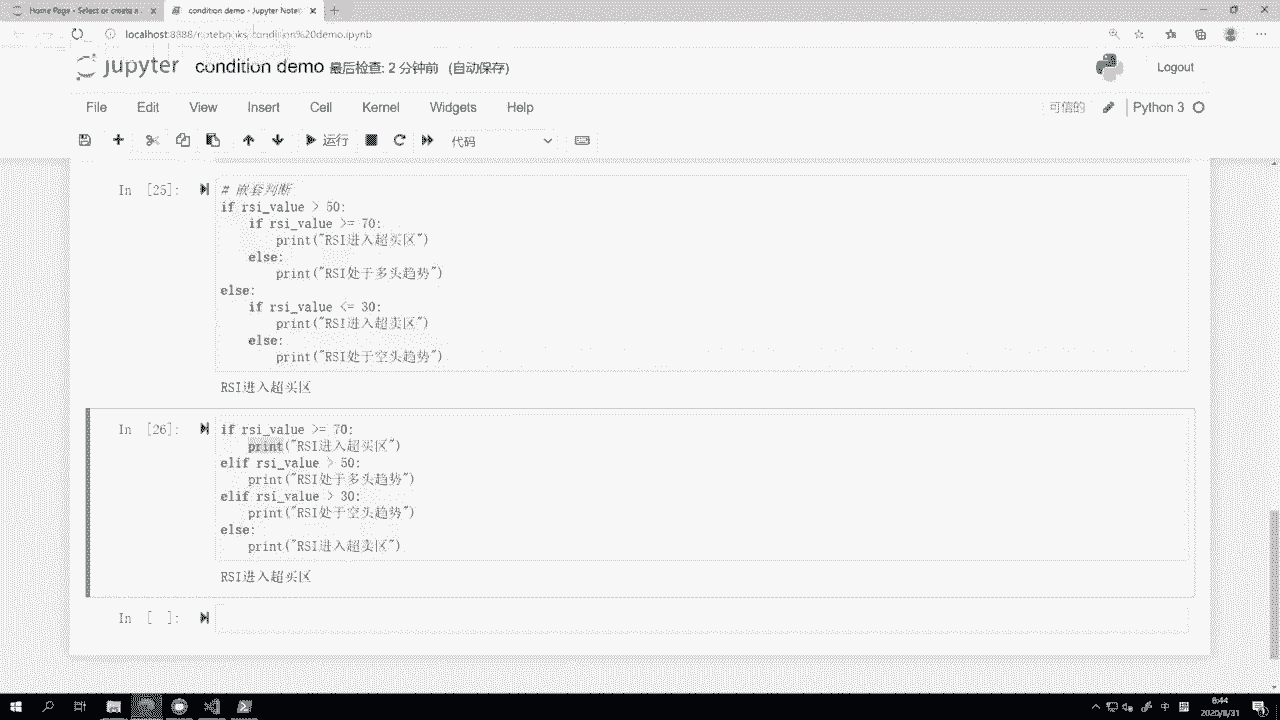 Home Page - Select or create a
condition demo - Jupyter Note
localhost:8888/notebooks/condition%20demo.ipynb
jupyter condition demo 最后检查: 2 分钟前 (自动保存)
Logout
File Edit View Insert Cell Kernel Widgets Help
可信的 Python 3
运行 代码
In [25]:
# 嵌套判断
if rsi_value > 50:
if rsi_value >= 70:
print("RSI进入超买区")
else:
print("RSI处于多头趋势")
else:
if rsi_value <= 30:
print("RSI进入超卖区")
else:
print("RSI处于空头趋势")
RSI进入超买区
In [26]:
if rsi_value >= 70:
print("RSI进入超买区")
elif rsi_value > 50:
print("RSI处于多头趋势")
elif rsi_value > 30:
print("RSI处于空头趋势")
else:
print("RSI进入超卖区")
RSI进入超买区
In [ ]:
中
6:44
2020/8/31